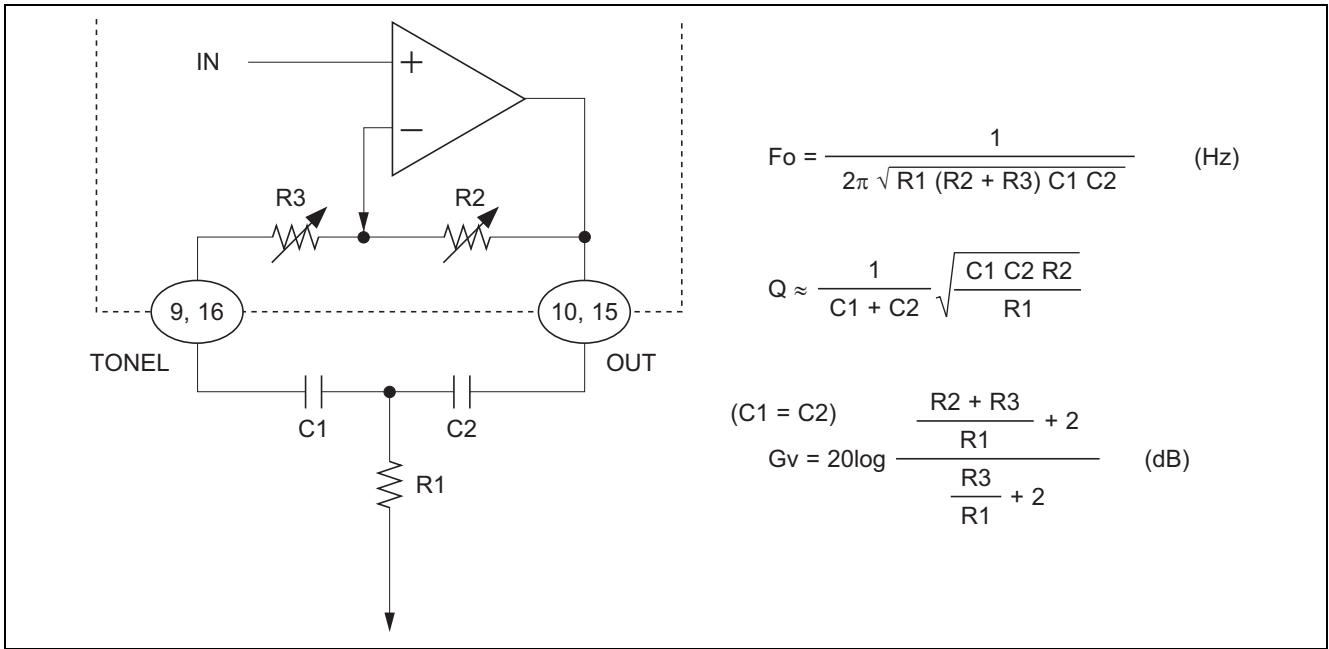 IN
+
−
R3
R2
9, 16
10, 15
TONEL
OUT
C1
C2
R1
Fo = 1 / 2π √ R1 (R2 + R3) C1 C2 (Hz)
Q ≈ 1 / C1 + C2 √ C1 C2 R2 / R1
(C1 = C2)
Gv = 20log R2 + R3 / R1 + 2 / R3 / R1 + 2 (dB)